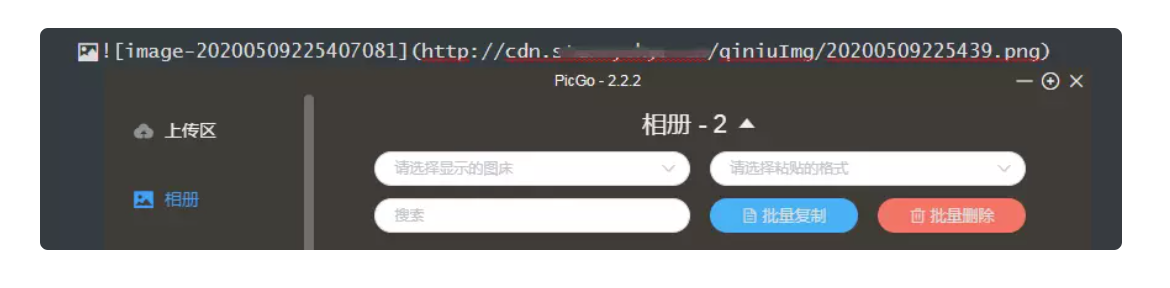 ![image-20200509225407081](http://cdn. /qiniuImg/20200509225439.png)
PicGo - 2.2.2
上传区
相册 - 2
请选择显示的图床
请选择粘贴的格式
相册
搜索
批量复制
批量删除